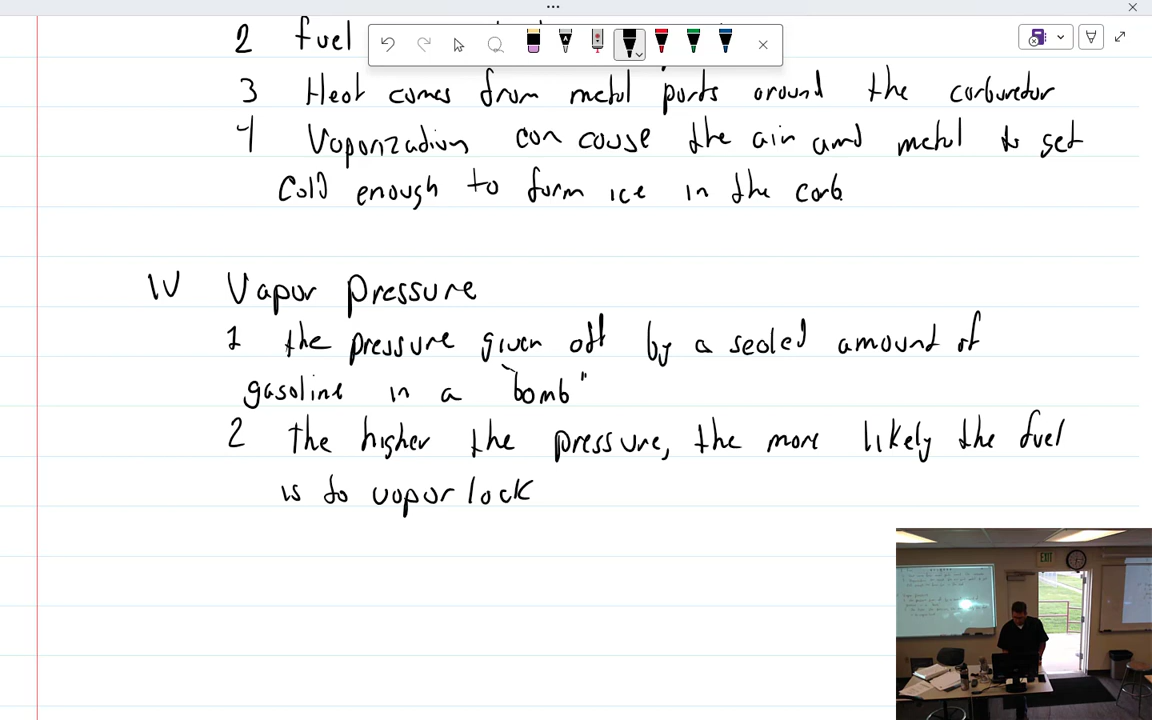 2 fuel
3 Heat comes from metal parts around the carburetor
4 Vaporization can cause the air and metal to get
cold enough to form ice in the carb
IV Vapor Pressure
1 the pressure given off by a sealed amount of
gasoline in a "bomb"
2 the higher the pressure, the more likely the fuel
is to vapor lock
EXIT